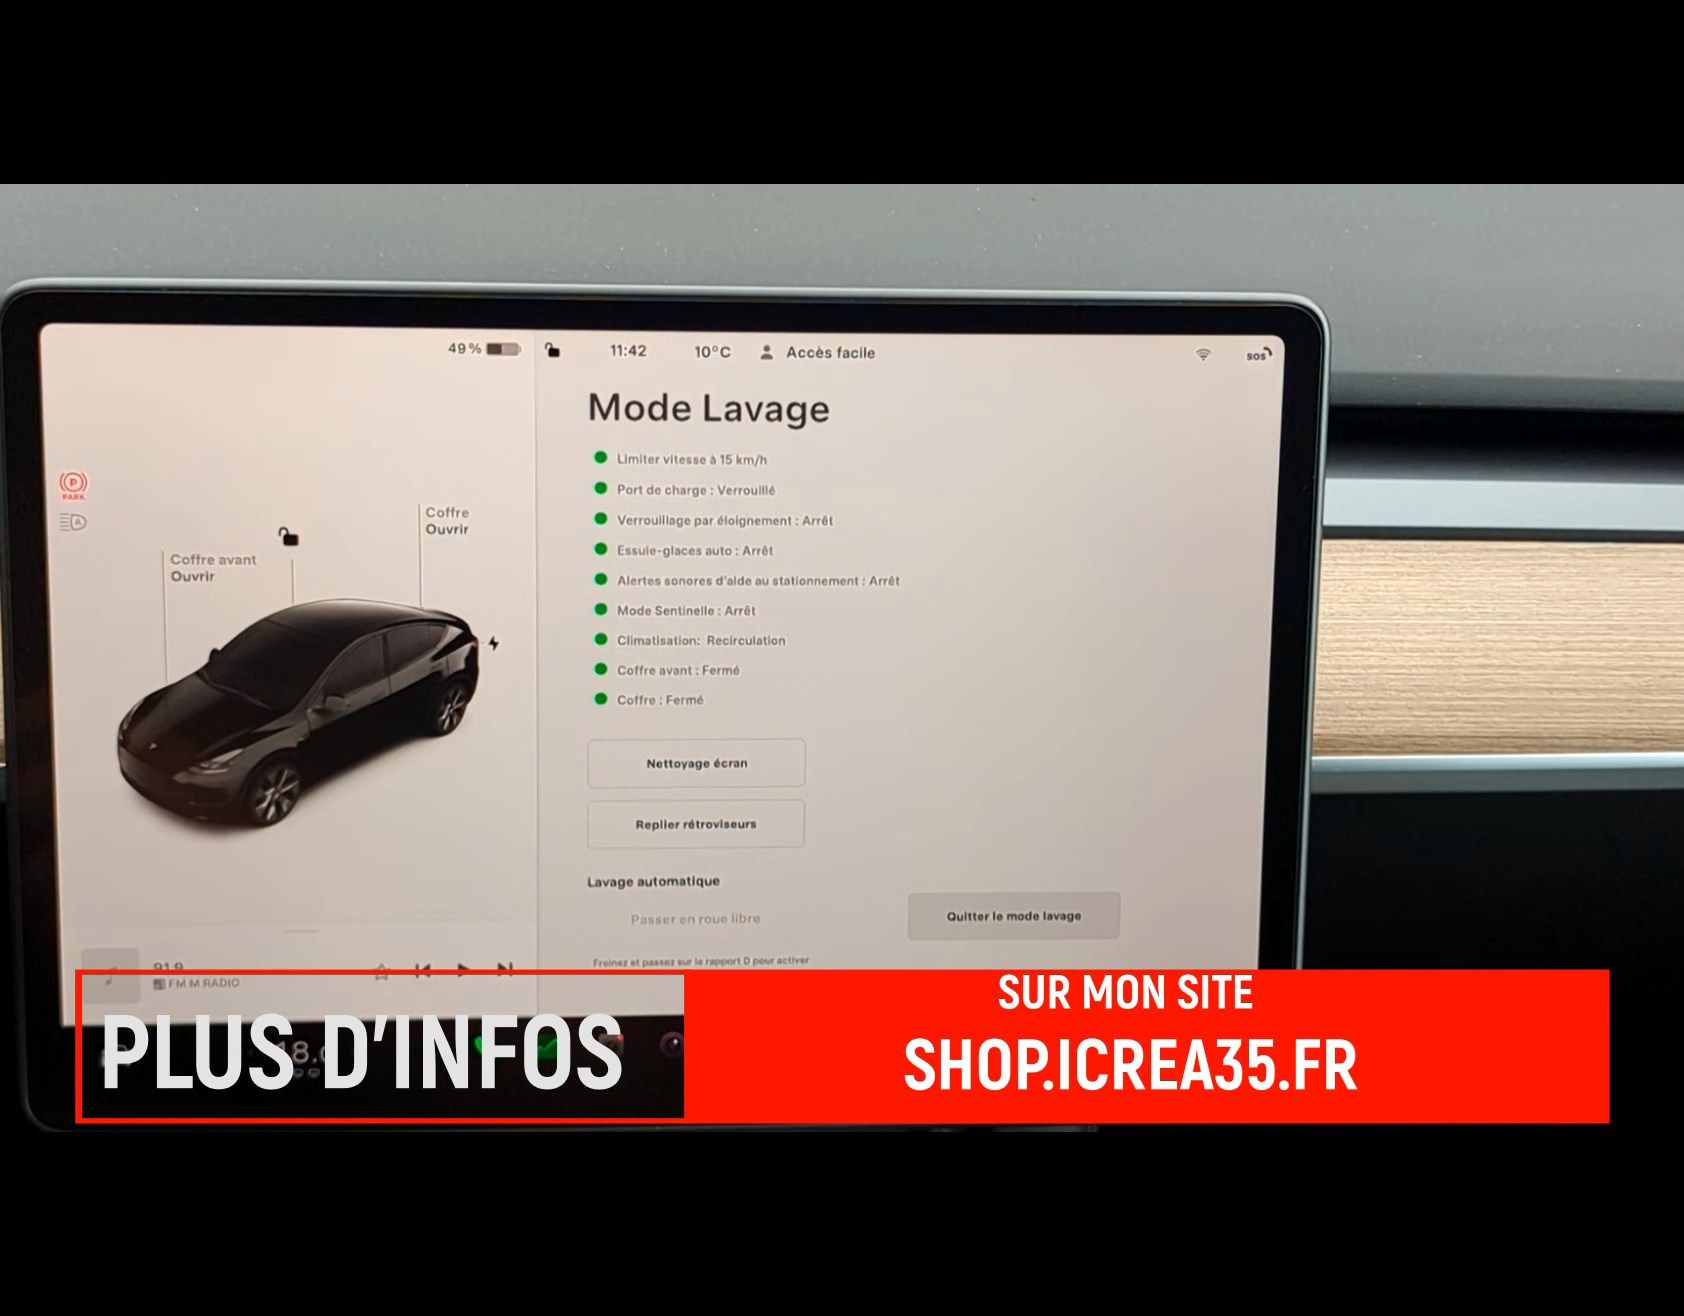 49 %
11:42
10°C
Accès facile
SOS
PARK
Coffre
Ouvrir
Coffre avant
Ouvrir
Mode Lavage
Limiter vitesse à 15 km/h
Port de charge : Verrouillé
Verrouillage par éloignement : Arrêt
Essuie-glaces auto : Arrêt
Alertes sonores d'aide au stationnement : Arrêt
Mode Sentinelle : Arrêt
Climatisation: Recirculation
Coffre avant : Fermé
Coffre : Fermé
Nettoyage écran
Replier rétroviseurs
Lavage automatique
Passer en roue libre
Quitter le mode lavage
Freinez et passez sur le rapport D pour activer
91.9
FM M RADIO
PLUS D'INFOS
SUR MON SITE
SHOP.ICREA35.FR